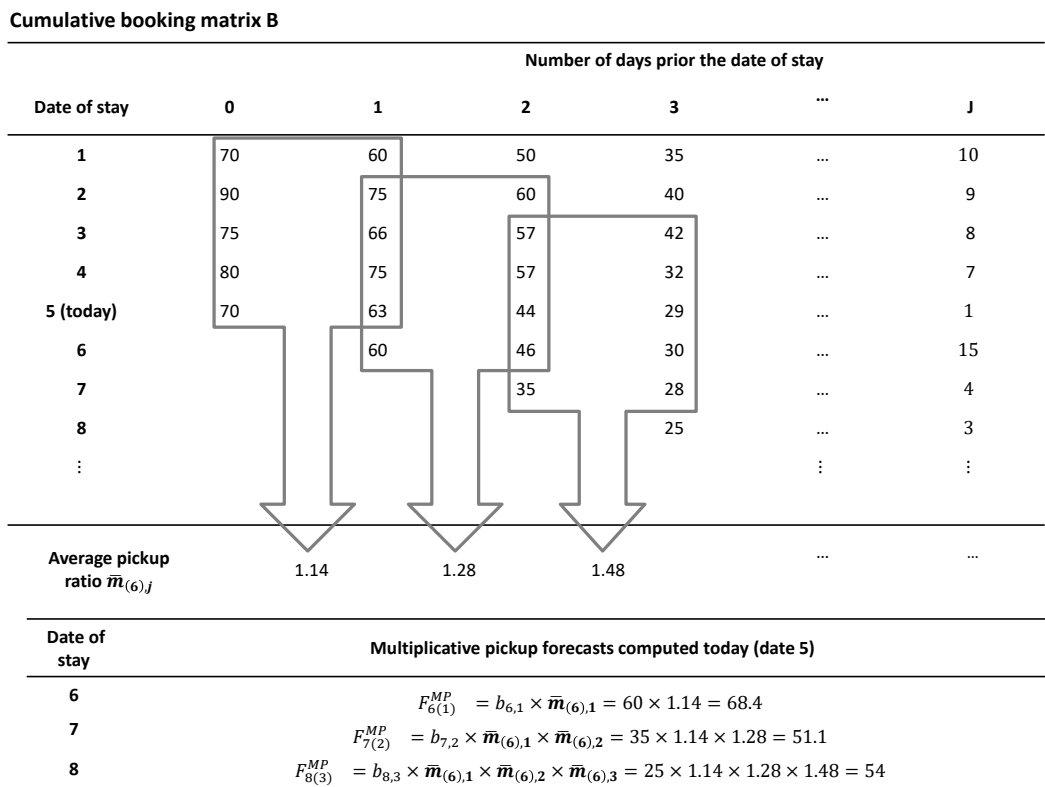 Cumulative booking matrix B
Number of days prior the date of stay
Date of stay 0 1 2 3 ... J
1 70 60 50 35 ... 10
2 90 75 60 40 ... 9
3 75 66 57 42 ... 8
4 80 75 57 32 ... 7
5 (today) 70 63 44 29 ... 1
6 60 46 30 ... 15
7 35 28 ... 4
8 25 ... 3
⋮ ⋮ ⋮
Average pickup
ratio m̅₍₆₎,ⱼ 1.14 1.28 1.48 ... ...
Date of
stay
Multiplicative pickup forecasts computed today (date 5)
6 F^{MP}_{6(1)} = b_{6,1} × m̅_{(6),1} = 60 × 1.14 = 68.4
7 F^{MP}_{7(2)} = b_{7,2} × m̅_{(6),1} × m̅_{(6),2} = 35 × 1.14 × 1.28 = 51.1
8 F^{MP}_{8(3)} = b_{8,3} × m̅_{(6),1} × m̅_{(6),2} × m̅_{(6),3} = 25 × 1.14 × 1.28 × 1.48 = 54